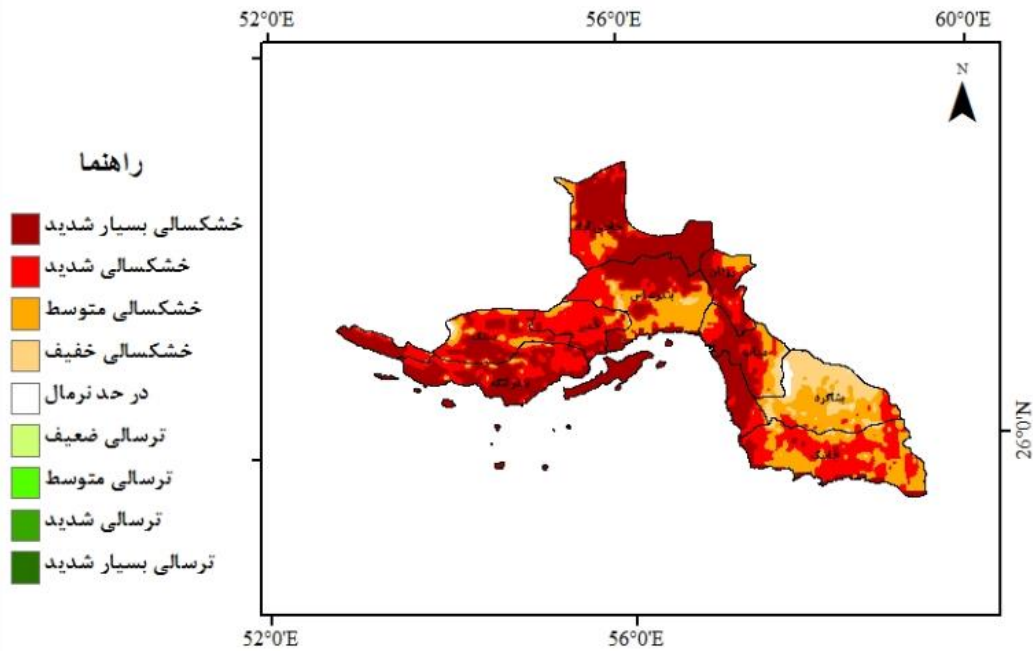 52°0'E 56°0'E 60°0'E
N
راهنما
خشکسالی بسیار شدید
خشکسالی شدید
خشکسالی متوسط
خشکسالی خفیف
در حد نرمال
ترسالی ضعیف
ترسالی متوسط
ترسالی شدید
ترسالی بسیار شدید
بشاگرد
26°0'N
52°0'E 56°0'E